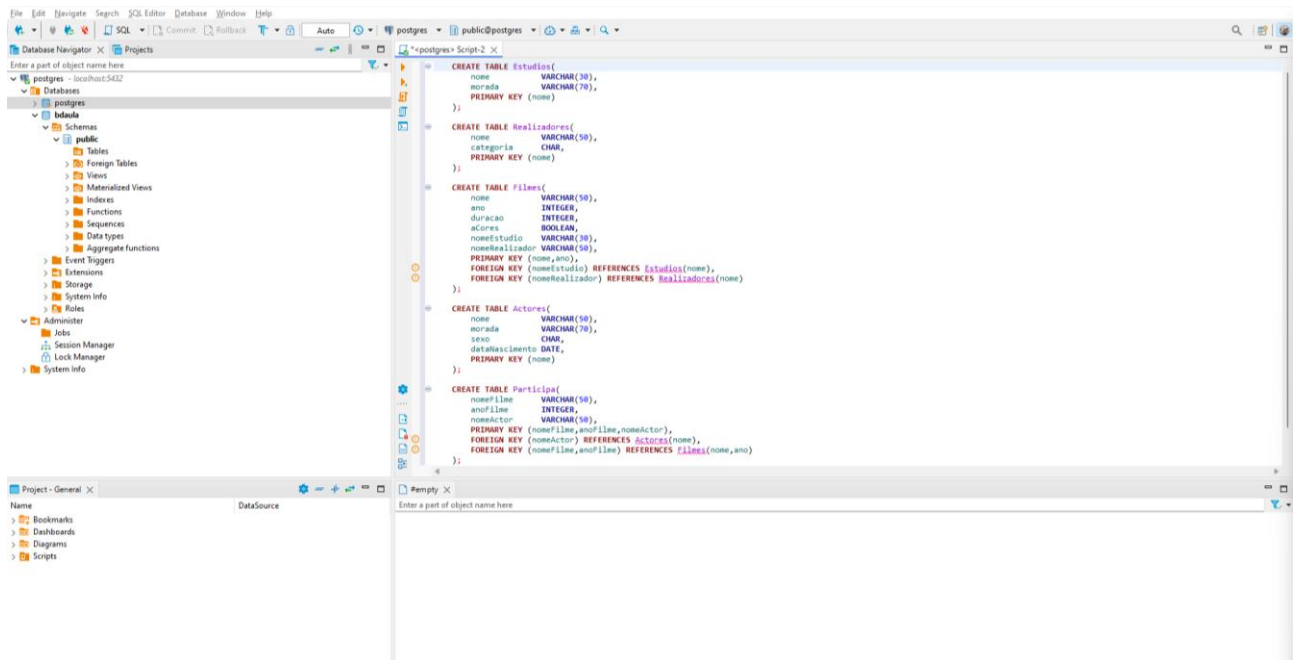 File Edit Navigate Search SQL Editor Database Window Help
SQL Commit Rollback Auto postgres public@postgres
Database Navigator Projects
Enter a part of object name here
postgres - localhost:5432
Databases
postgres
bdaula
Schemas
public
Tables
Foreign Tables
Views
Materialized Views
Indexes
Functions
Sequences
Data types
Aggregate functions
Event Triggers
Extensions
Storage
System Info
Roles
Administer
Jobs
Session Manager
Lock Manager
System Info
*<postgres> Script-2
CREATE TABLE Estudios(
nome VARCHAR(30),
morada VARCHAR(70),
PRIMARY KEY (nome)
);
CREATE TABLE Realizadores(
nome VARCHAR(50),
categoria CHAR,
PRIMARY KEY (nome)
);
CREATE TABLE Filmes(
nome VARCHAR(50),
ano INTEGER,
duracao INTEGER,
aCores BOOLEAN,
nomeEstudio VARCHAR(30),
nomeRealizador VARCHAR(50),
PRIMARY KEY (nome,ano),
FOREIGN KEY (nomeEstudio) REFERENCES Estudios(nome),
FOREIGN KEY (nomeRealizador) REFERENCES Realizadores(nome)
);
CREATE TABLE Actores(
nome VARCHAR(50),
morada VARCHAR(70),
sexo CHAR,
dataNascimento DATE,
PRIMARY KEY (nome)
);
CREATE TABLE Participa(
nomeFilme VARCHAR(50),
anoFilme INTEGER,
nomeActor VARCHAR(50),
PRIMARY KEY (nomeFilme,anoFilme,nomeActor),
FOREIGN KEY (nomeActor) REFERENCES Actores(nome),
FOREIGN KEY (nomeFilme,anoFilme) REFERENCES Filmes(nome,ano)
);
Project - General
Name DataSource
Bookmarks
Dashboards
Diagrams
Scripts
#empty
Enter a part of object name here